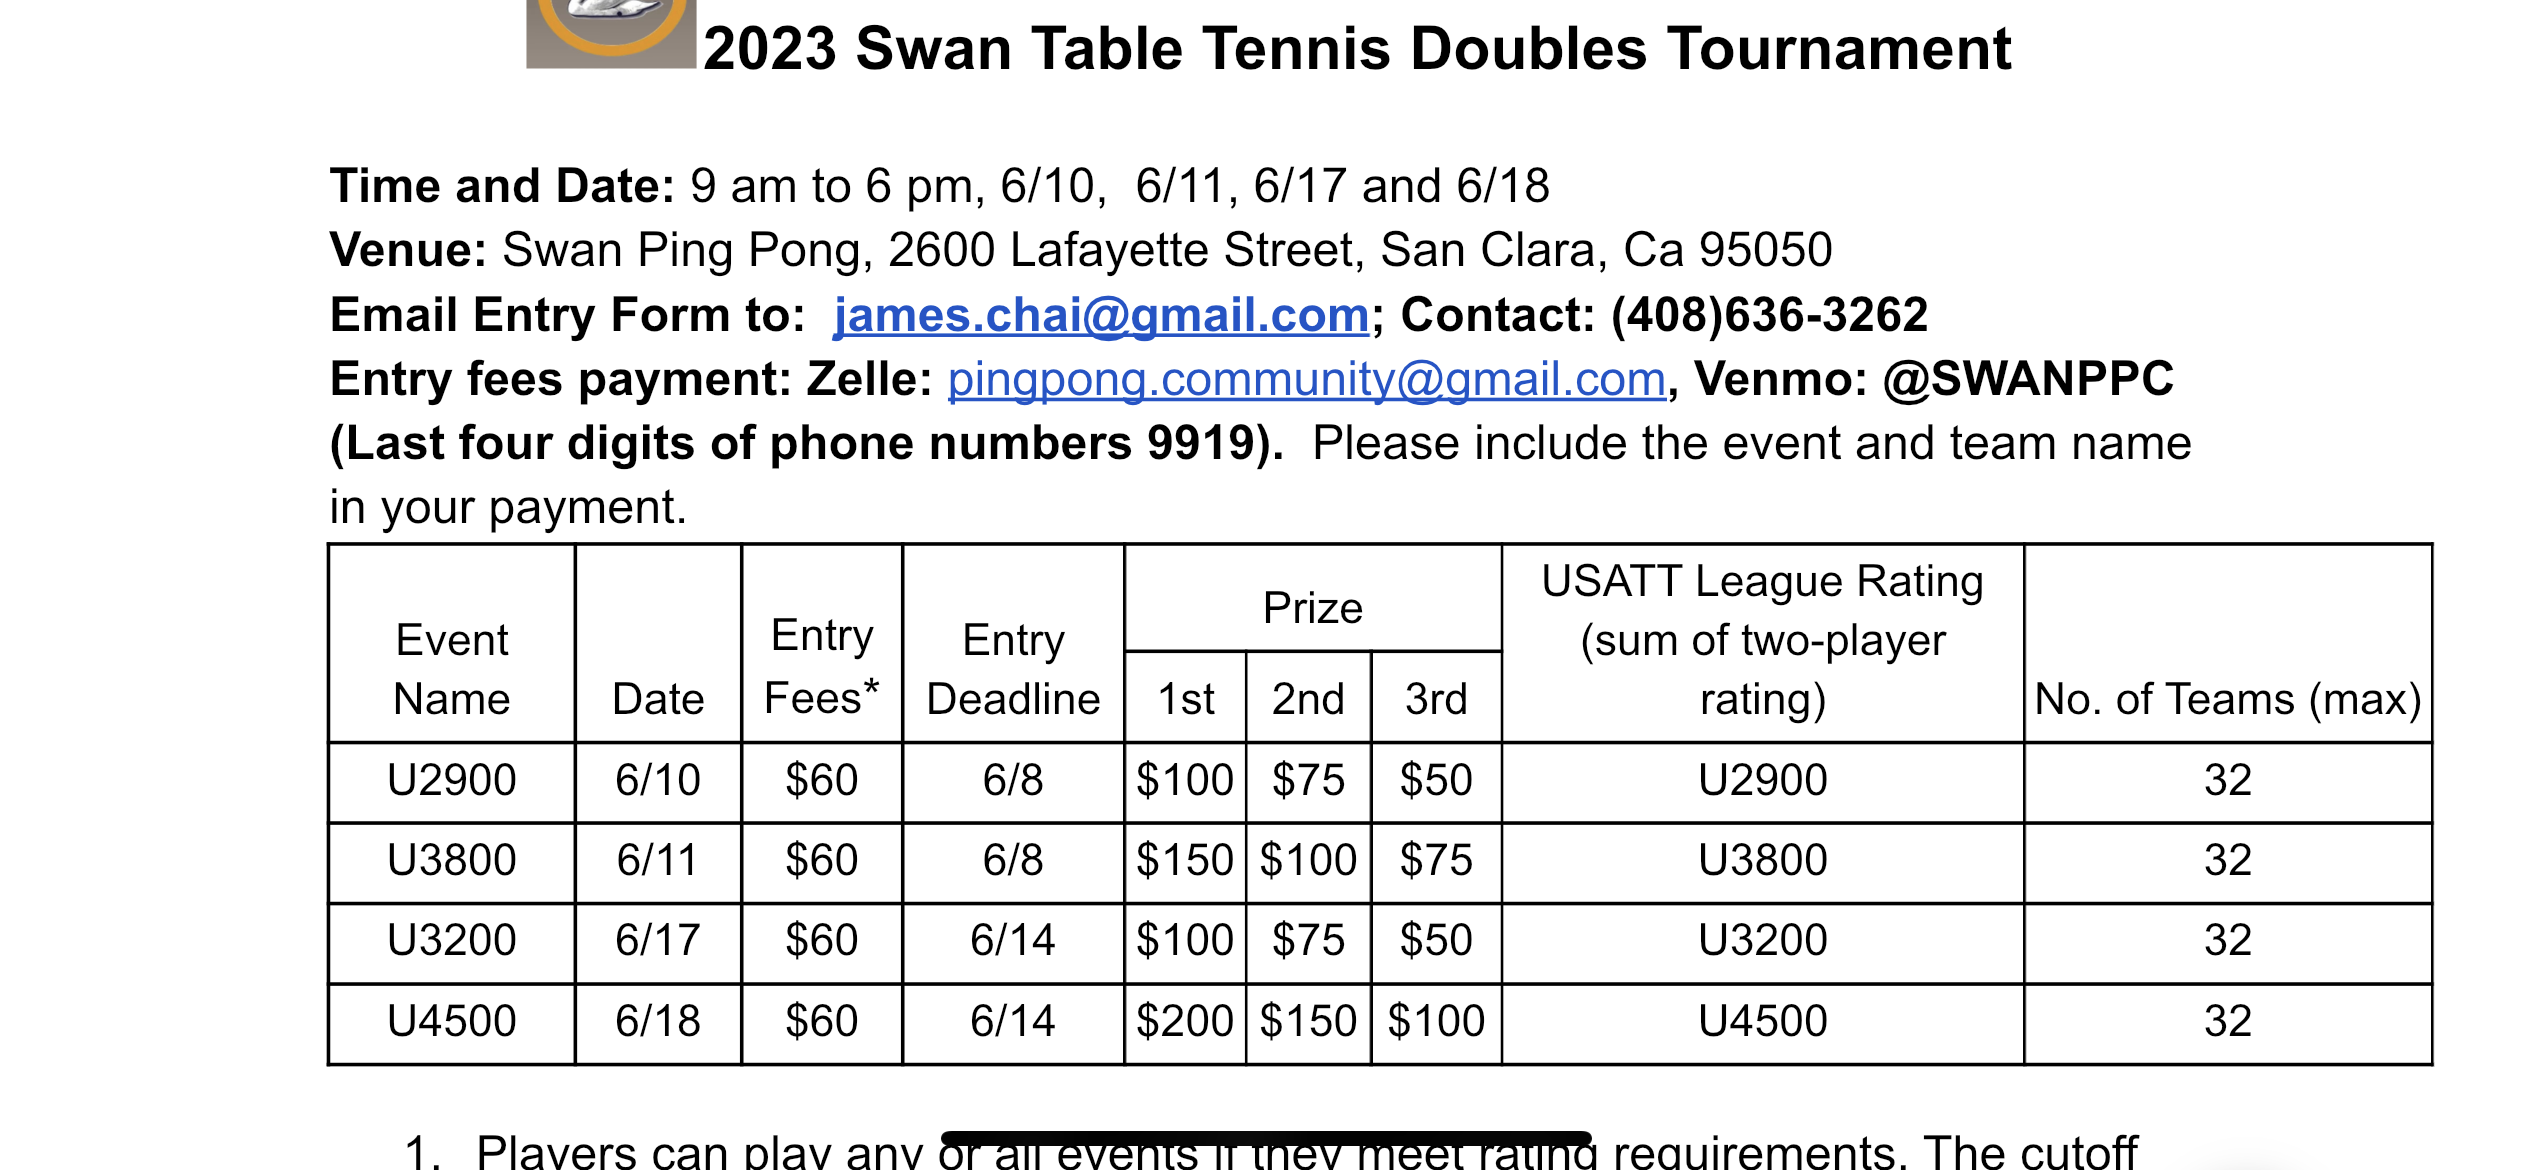 2023 Swan Table Tennis Doubles Tournament
Time and Date: 9 am to 6 pm, 6/10,  6/11, 6/17 and 6/18
Venue: Swan Ping Pong, 2600 Lafayette Street, San Clara, Ca 95050
Email Entry Form to:  james.chai@gmail.com; Contact: (408)636-3262
Entry fees payment: Zelle: pingpong.community@gmail.com, Venmo: @SWANPPC
(Last four digits of phone numbers 9919).  Please include the event and team name
in your payment.
Event Name Date Entry Fees* Entry Deadline Prize 1st 2nd 3rd USATT League Rating (sum of two-player rating) No. of Teams (max)
U2900 6/10 $60 6/8 $100 $75 $50 U2900 32
U3800 6/11 $60 6/8 $150 $100 $75 U3800 32
U3200 6/17 $60 6/14 $100 $75 $50 U3200 32
U4500 6/18 $60 6/14 $200 $150 $100 U4500 32
1. Players can play any or all events if they meet rating requirements. The cutoff